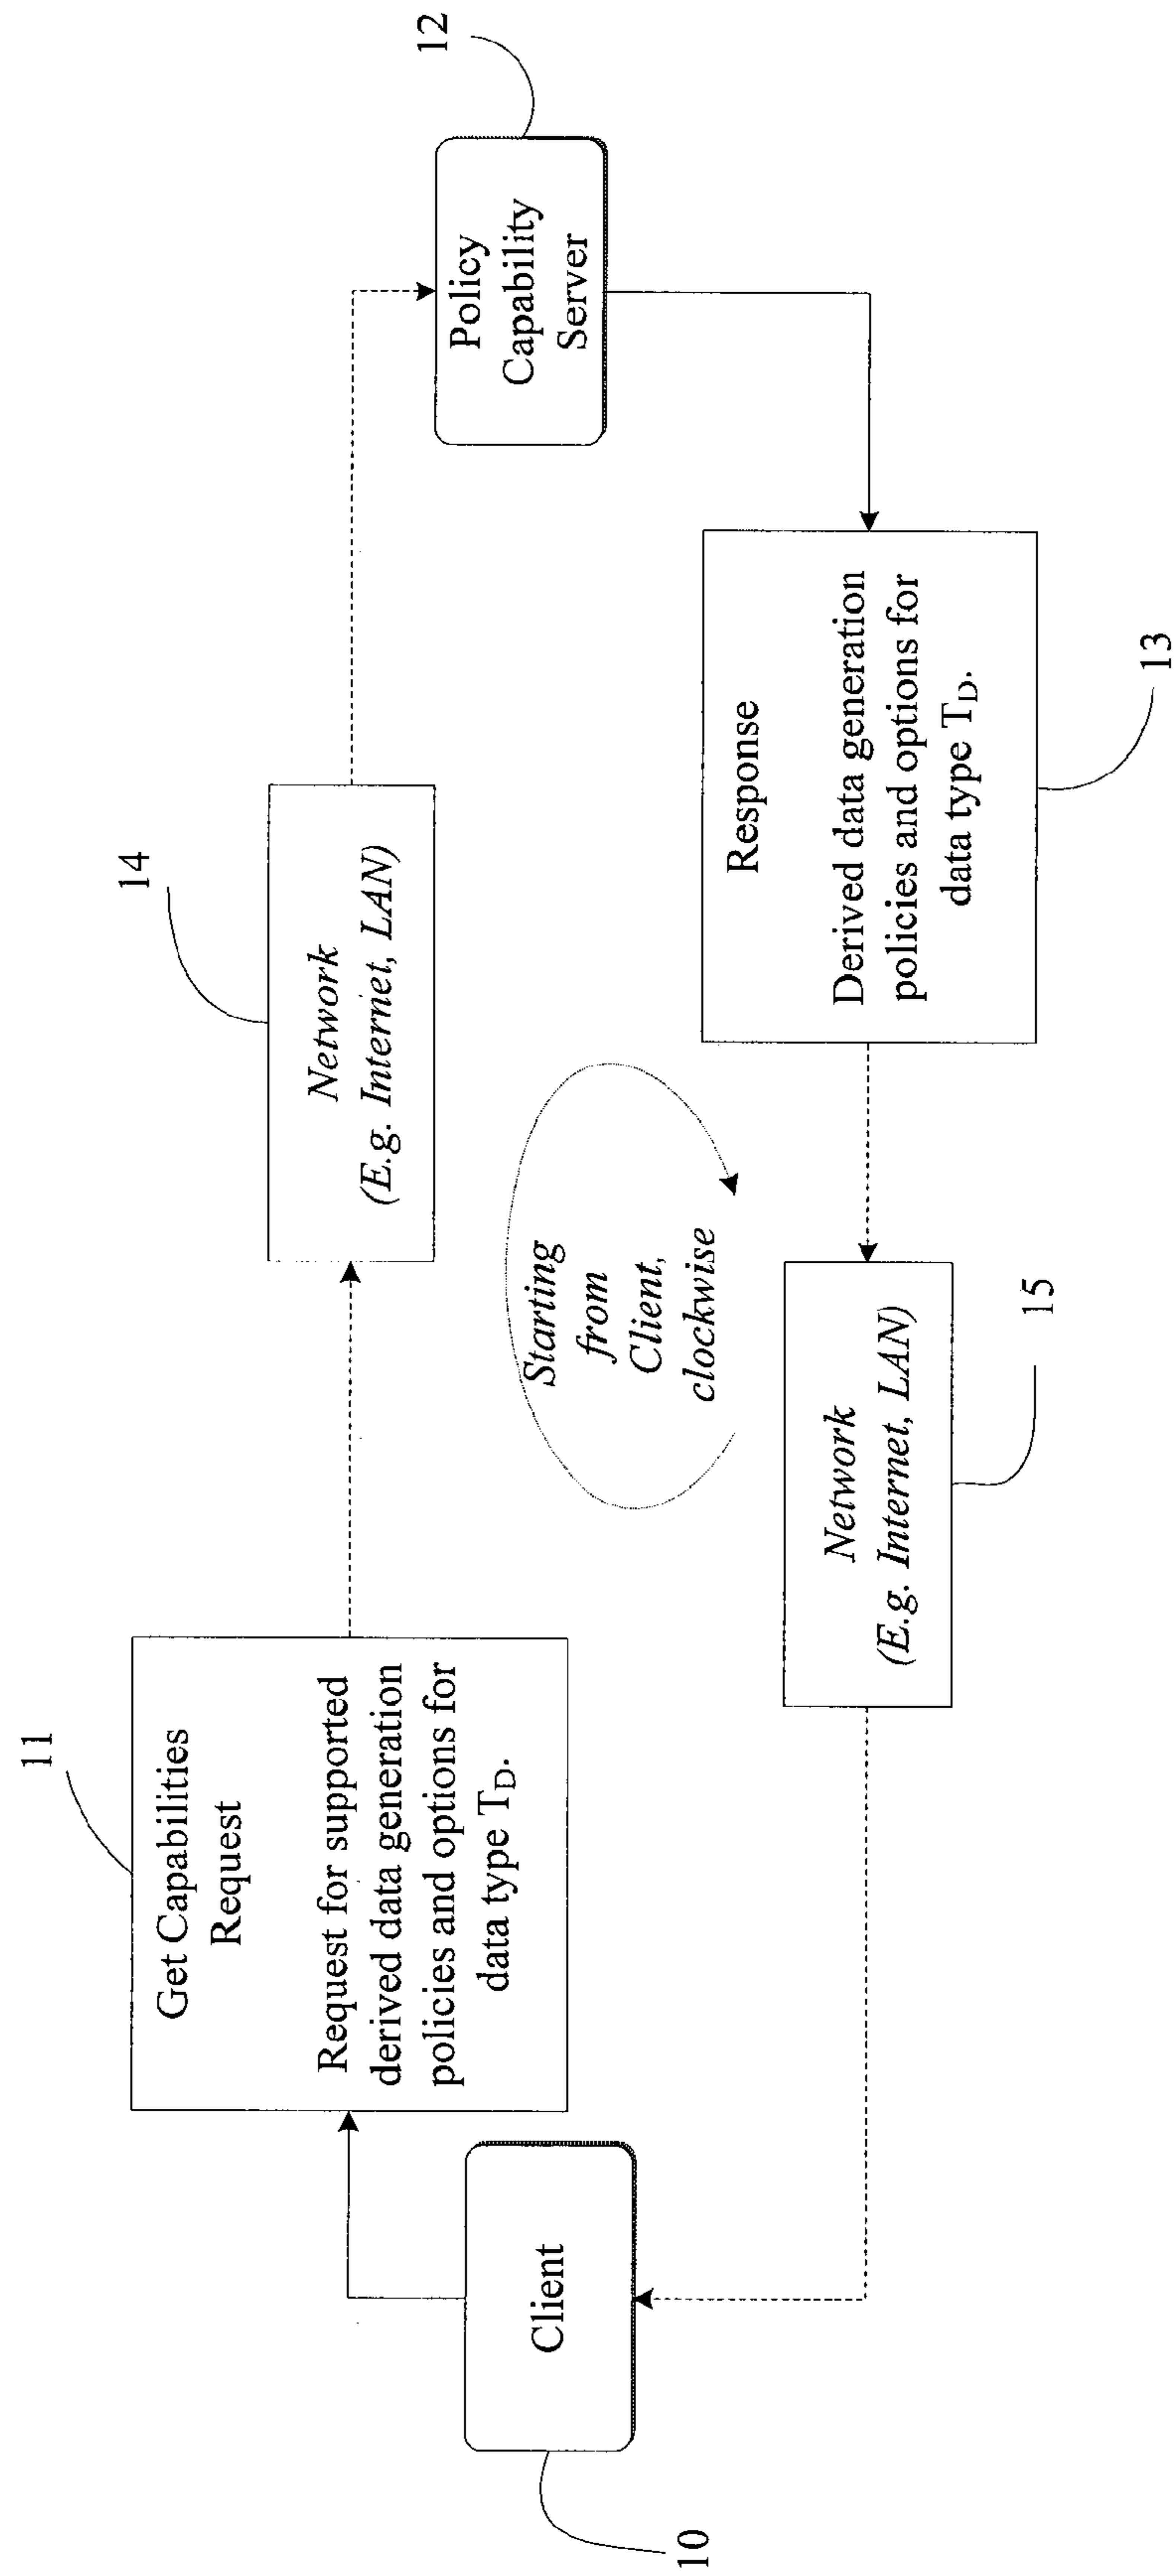 11
Get Capabilities
Request
Request for supported
derived data generation
policies and options for
data type T_D.
14
Network
(E.g. Internet, LAN)
12
Policy
Capability
Server
10
Client
Starting
from
Client,
clockwise
Response
Derived data generation
policies and options for
data type T_D.
13
Network
(E.g. Internet, LAN)
15